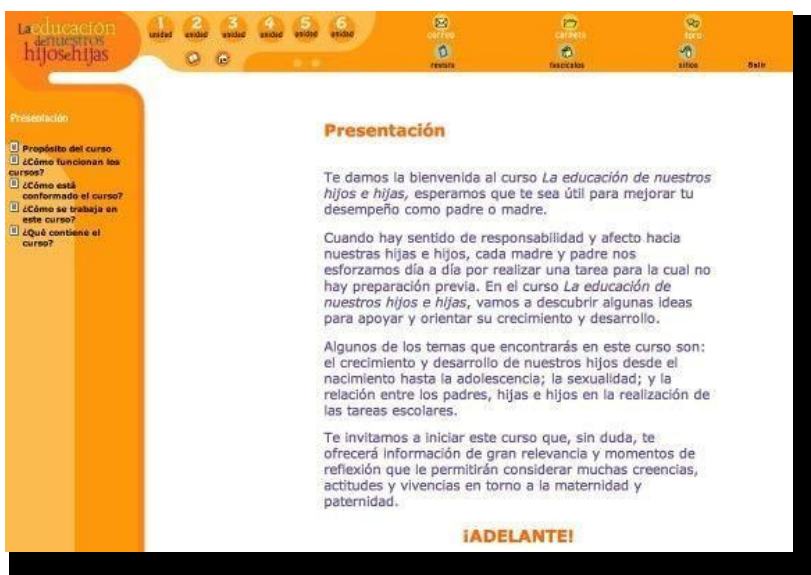 La educación
de nuestros
hijos e hijas
1 2 3 4 5 6
unidad unidad unidad unidad unidad unidad
correo carpeta foro
revista fascículos sitios Salir
Presentación
Propósito del curso
¿Cómo funcionan los
cursos?
¿Cómo está
conformado el curso?
¿Cómo se trabaja en
este curso?
¿Qué contiene el
curso?
Presentación
Te damos la bienvenida al curso La educación de nuestros
hijos e hijas, esperamos que te sea útil para mejorar tu
desempeño como padre o madre.
Cuando hay sentido de responsabilidad y afecto hacia
nuestras hijas e hijos, cada madre y padre nos
esforzamos día a día por realizar una tarea para la cual no
hay preparación previa. En el curso La educación de
nuestros hijos e hijas, vamos a descubrir algunas ideas
para apoyar y orientar su crecimiento y desarrollo.
Algunos de los temas que encontrarás en este curso son:
el crecimiento y desarrollo de nuestros hijos desde el
nacimiento hasta la adolescencia; la sexualidad; y la
relación entre los padres, hijas e hijos en la realización de
las tareas escolares.
Te invitamos a iniciar este curso que, sin duda, te
ofrecerá información de gran relevancia y momentos de
reflexión que le permitirán considerar muchas creencias,
actitudes y vivencias en torno a la maternidad y
paternidad.
¡ADELANTE!